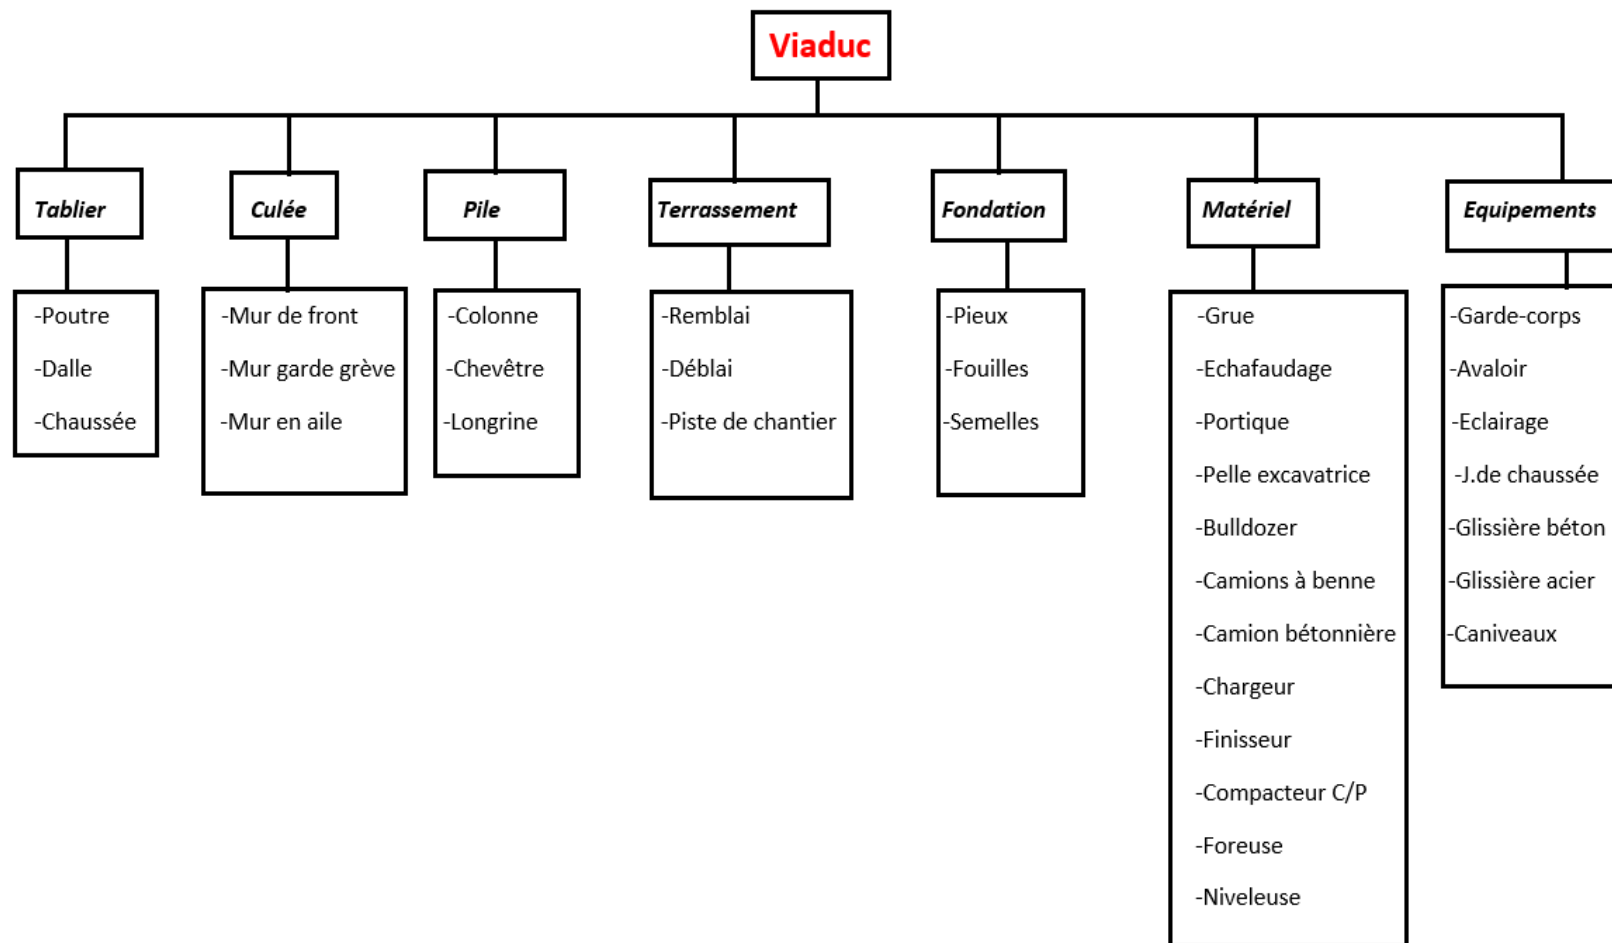 Viaduc
Tablier
-Poutre
-Dalle
-Chaussée
Culée
-Mur de front
-Mur garde grève
-Mur en aile
Pile
-Colonne
-Chevêtre
-Longrine
Terrassement
-Remblai
-Déblai
-Piste de chantier
Fondation
-Pieux
-Fouilles
-Semelles
Matériel
-Grue
-Echafaudage
-Portique
-Pelle excavatrice
-Bulldozer
-Camions à benne
-Camion bétonnière
-Chargeur
-Finisseur
-Compacteur C/P
-Foreuse
-Niveleuse
Equipements
-Garde-corps
-Avaloir
-Eclairage
-J.de chaussée
-Glissière béton
-Glissière acier
-Caniveaux